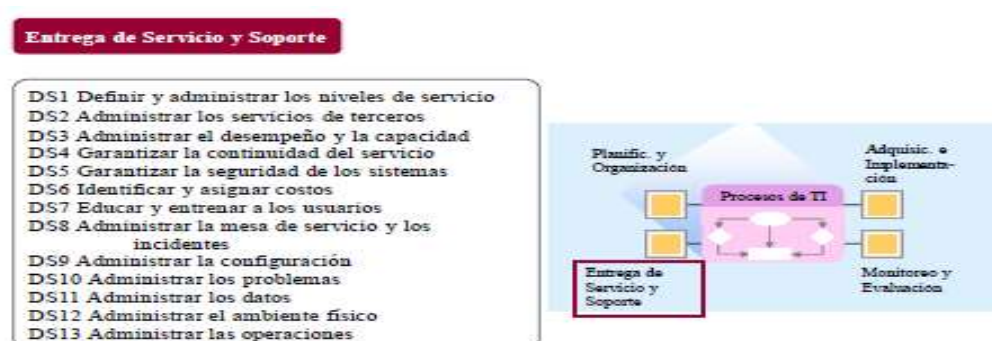 Entrega de Servicio y Soporte
DS1 Definir y administrar los niveles de servicio
DS2 Administrar los servicios de terceros
DS3 Administrar el desempeño y la capacidad
DS4 Garantizar la continuidad del servicio
DS5 Garantizar la seguridad de los sistemas
DS6 Identificar y asignar costos
DS7 Educar y entrenar a los usuarios
DS8 Administrar la mesa de servicio y los
incidentes
DS9 Administrar la configuración
DS10 Administrar los problemas
DS11 Administrar los datos
DS12 Administrar el ambiente físico
DS13 Administrar las operaciones
Planific. y
Organización
Adquisic. e
Implementa-
ción
Procesos de TI
Entrega de
Servicio y
Soporte
Monitoreo y
Evaluación